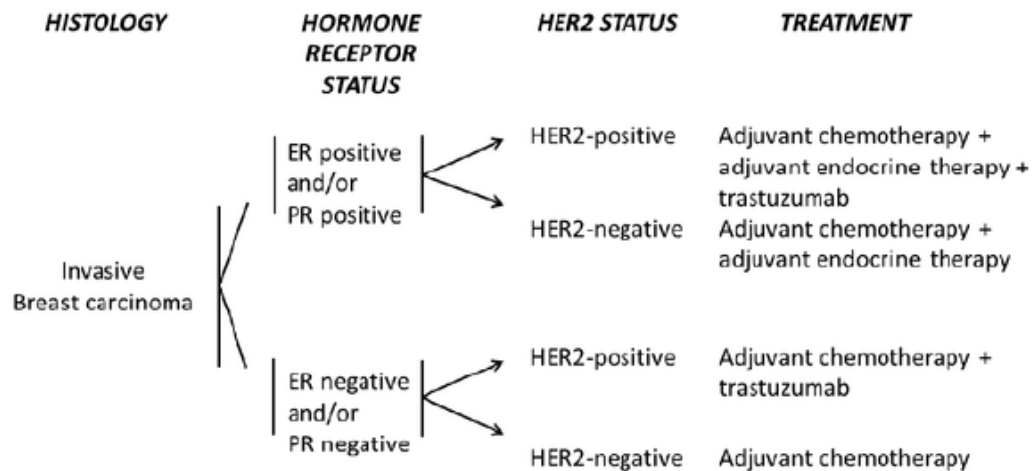 HISTOLOGY
HORMONE
RECEPTOR
STATUS
HER2 STATUS
TREATMENT
Invasive
Breast carcinoma
ER positive
and/or
PR positive
HER2-positive
Adjuvant chemotherapy +
adjuvant endocrine therapy +
trastuzumab
HER2-negative
Adjuvant chemotherapy +
adjuvant endocrine therapy
ER negative
and/or
PR negative
HER2-positive
Adjuvant chemotherapy +
trastuzumab
HER2-negative
Adjuvant chemotherapy